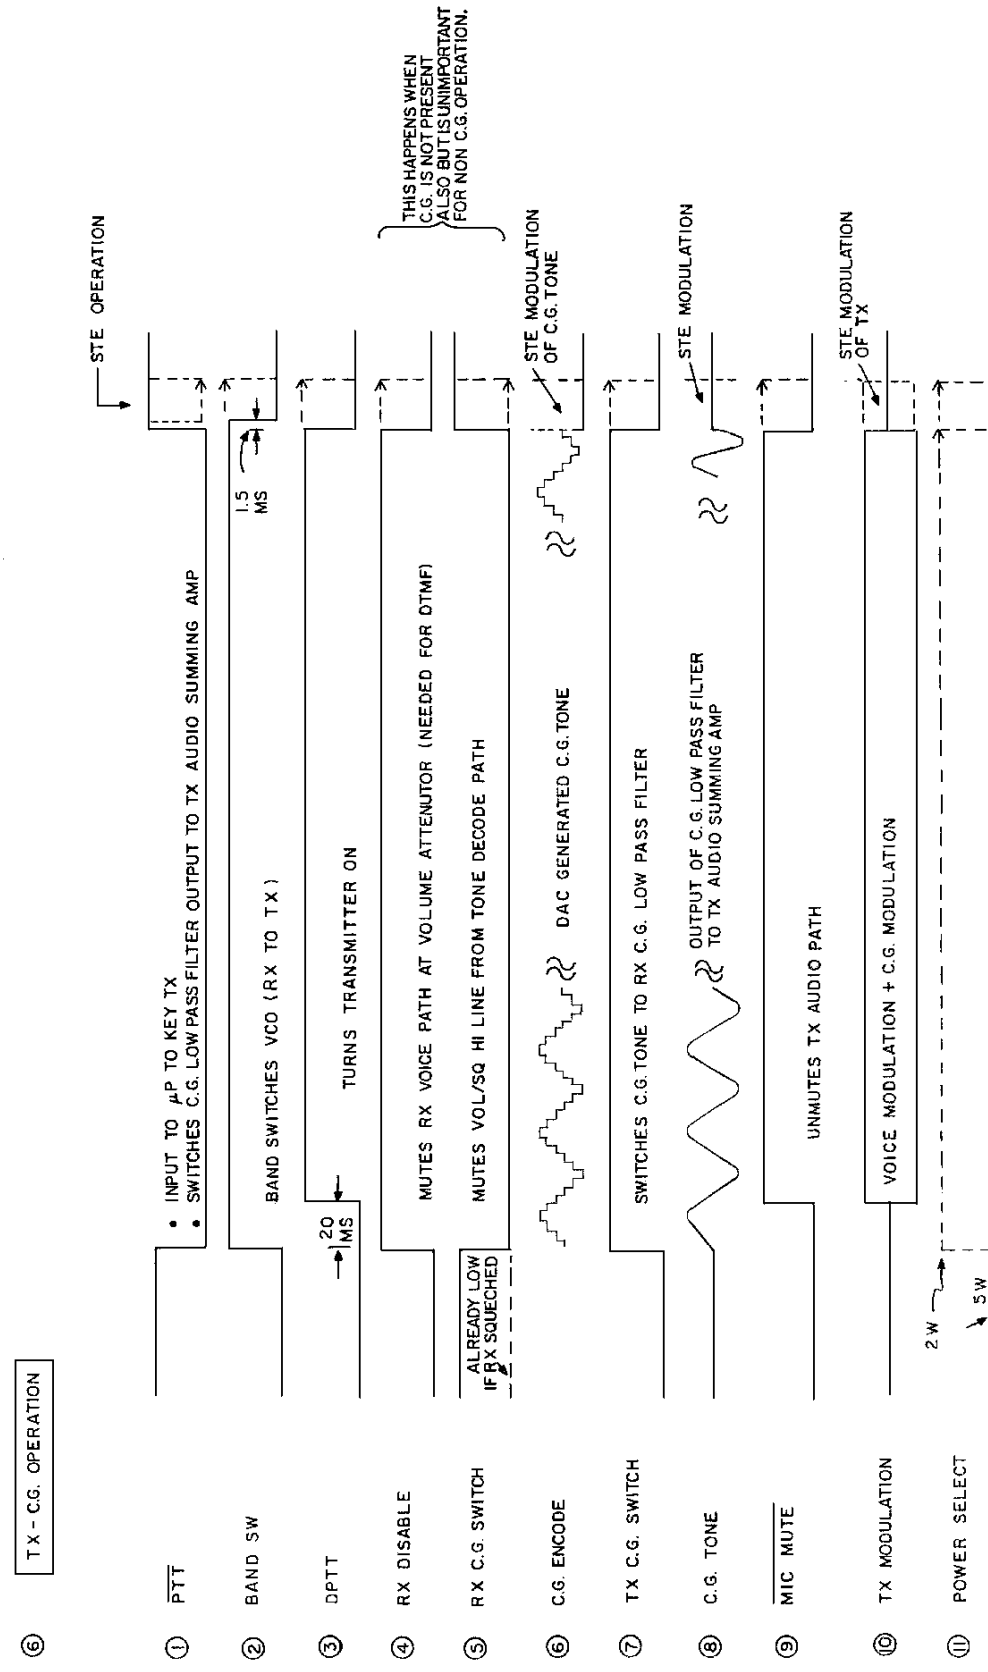 ⑥ TX - C.G. OPERATION
STE OPERATION
① PTT
• INPUT TO µP TO KEY TX
• SWITCHES C.G. LOW PASS FILTER OUTPUT TO TX AUDIO SUMMING AMP
② BAND SW
BAND SWITCHES VCO (RX TO TX)
1.5
MS
③ DPTT
20
MS
TURNS TRANSMITTER ON
④ RX DISABLE
MUTES RX VOICE PATH AT VOLUME ATTENUTOR (NEEDED FOR DTMF)
THIS HAPPENS WHEN
C.G. IS NOT PRESENT
ALSO BUT IS UNIMPORTANT
FOR NON C.G. OPERATION.
⑤ RX C.G. SWITCH
ALREADY LOW
IF RX SQUECHED
MUTES VOL/SQ HI LINE FROM TONE DECODE PATH
⑥ C.G. ENCODE
DAC GENERATED C.G. TONE
STE MODULATION
OF C.G. TONE
⑦ TX C.G. SWITCH
SWITCHES C.G. TONE TO RX C.G. LOW PASS FILTER
⑧ C.G. TONE
OUTPUT OF C.G. LOW PASS FILTER
TO TX AUDIO SUMMING AMP
STE MODULATION
⑨ MIC MUTE
UNMUTES TX AUDIO PATH
⑩ TX MODULATION
VOICE MODULATION + C.G. MODULATION
STE MODULATION
OF TX
⑪ POWER SELECT
2W
5W